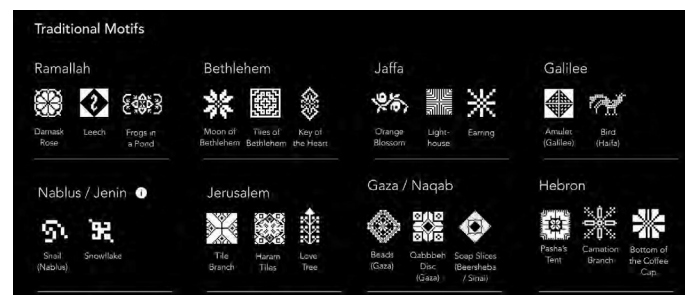 Traditional Motifs
Ramallah
Damask
Rose
Leech
Frogs in
a Pond
Bethlehem
Moon of
Bethlehem
Tiles of
Bethlehem
Key of
the Heart
Jaffa
Orange
Blossom
Light-
house
Earring
Galilee
Amulet
(Galilee)
Bird
(Haifa)
Nablus / Jenin
i
Snail
(Nablus)
Snowflake
Jerusalem
Tile
Branch
Haram
Tiles
Love
Tree
Gaza / Naqab
Beads
(Gaza)
Qabbbeh
Disc
(Gaza)
Soap Slices
(Beersheba
/ Sinai)
Hebron
Pasha's
Tent
Carnation
Branch
Bottom of
the Coffee
Cup